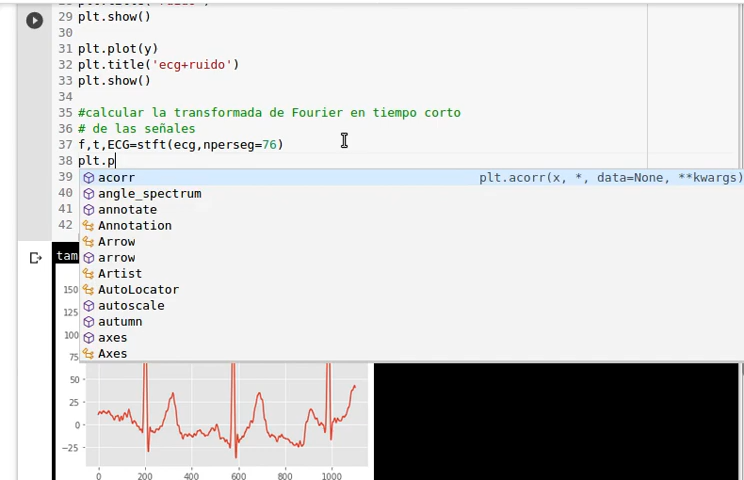 29 plt.show()
30
31 plt.plot(y)
32 plt.title('ecg+ruido')
33 plt.show()
34
35 #calcular la transformada de Fourier en tiempo corto
36 # de las señales
37 f,t,ECG=stft(ecg,nperseg=76)
38 plt.p
39 acorr plt.acorr(x, *, data=None, **kwargs)
40 angle_spectrum
41 annotate
42 Annotation
Arrow
arrow
tam
Artist
AutoLocator
150
autoscale
125
autumn
100
axes
75
Axes
50
25
0
−25
0 200 400 600 800 1000